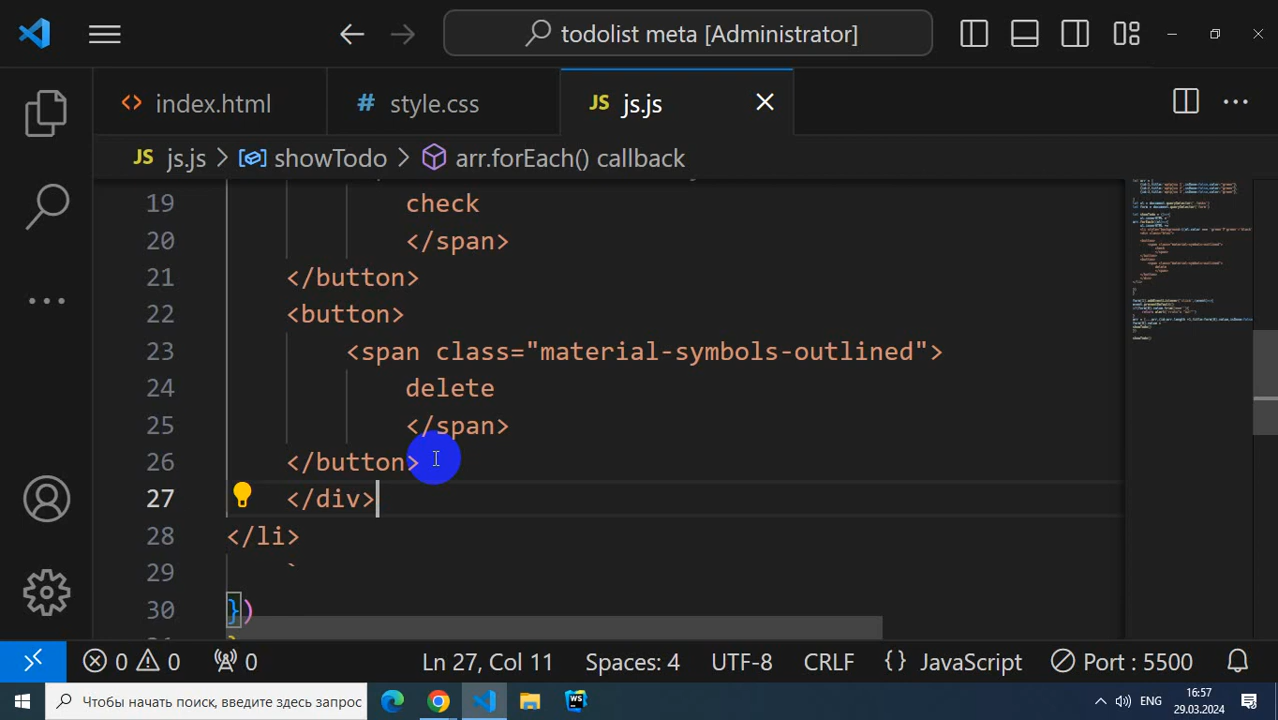 todolist meta [Administrator]
index.html
# style.css
JS js.js
JS js.js > showTodo > arr.forEach() callback
19 check
20 </span>
21 </button>
22 <button>
23 <span class="material-symbols-outlined">
24 delete
25 </span>
26 </button>
27 </div>
28 </li>
29 `
30 })
0 0 0 Ln 27, Col 11 Spaces: 4 UTF-8 CRLF {} JavaScript Port : 5500
Чтобы начать поиск, введите здесь запрос
WS
ENG
16:57
29.03.2024